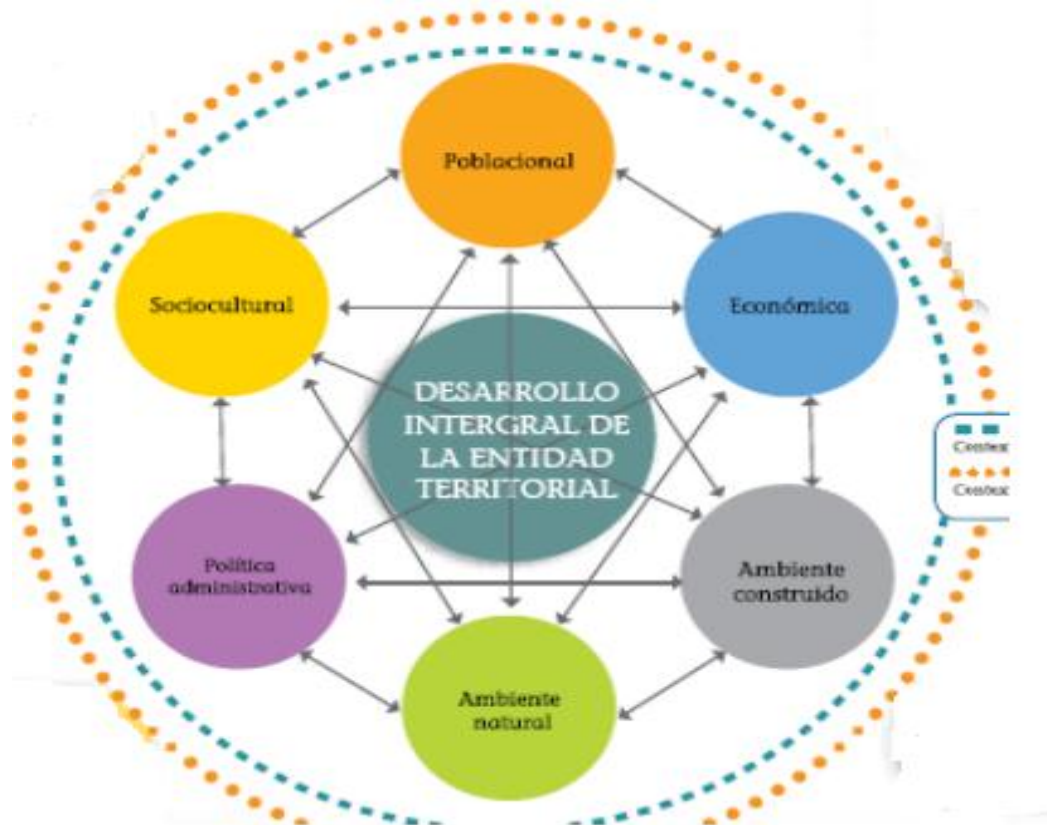 Poblacional
Sociocultural
Económica
DESARROLLO
INTERGRAL DE
LA ENTIDAD
TERRITORIAL
Política
administrativa
Ambiente
construido
Ambiente
natural